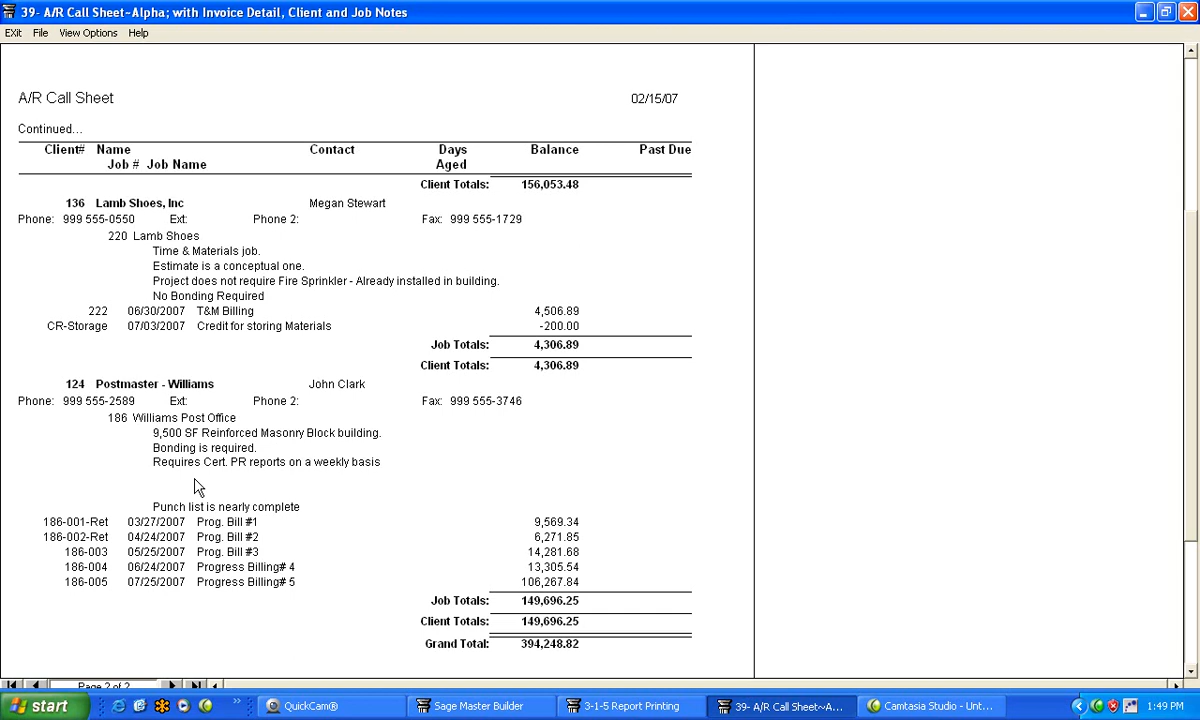 39- A/R Call Sheet~Alpha; with Invoice Detail, Client and Job Notes
EXit File View Options Help
A/R Call Sheet 02/15/07
Continued...
Client# Name Contact Days Balance Past Due
Job # Job Name Aged
Client Totals: 156,053.48
136 Lamb Shoes, Inc Megan Stewart
Phone: 999 555-0550 Ext: Phone 2: Fax: 999 555-1729
220 Lamb Shoes
Time & Materials job.
Estimate is a conceptual one.
Project does not require Fire Sprinkler - Already installed in building.
No Bonding Required
222 06/30/2007 T&M Billing 4,506.89
CR-Storage 07/03/2007 Credit for storing Materials -200.00
Job Totals: 4,306.89
Client Totals: 4,306.89
124 Postmaster - Williams John Clark
Phone: 999 555-2589 Ext: Phone 2: Fax: 999 555-3746
186 Williams Post Office
9,500 SF Reinforced Masonry Block building.
Bonding is required.
Requires Cert. PR reports on a weekly basis
Punch list is nearly complete
186-001-Ret 03/27/2007 Prog. Bill #1 9,569.34
186-002-Ret 04/24/2007 Prog. Bill #2 6,271.85
186-003 05/25/2007 Prog. Bill #3 14,281.68
186-004 06/24/2007 Progress Billing# 4 13,305.54
186-005 07/25/2007 Progress Billing# 5 106,267.84
Job Totals: 149,696.25
Client Totals: 149,696.25
Grand Total: 394,248.82
Page 2 of 2
start QuickCam® Sage Master Builder 3-1-5 Report Printing 39- A/R Call Sheet~A... Camtasia Studio - Unt... 1:49 PM